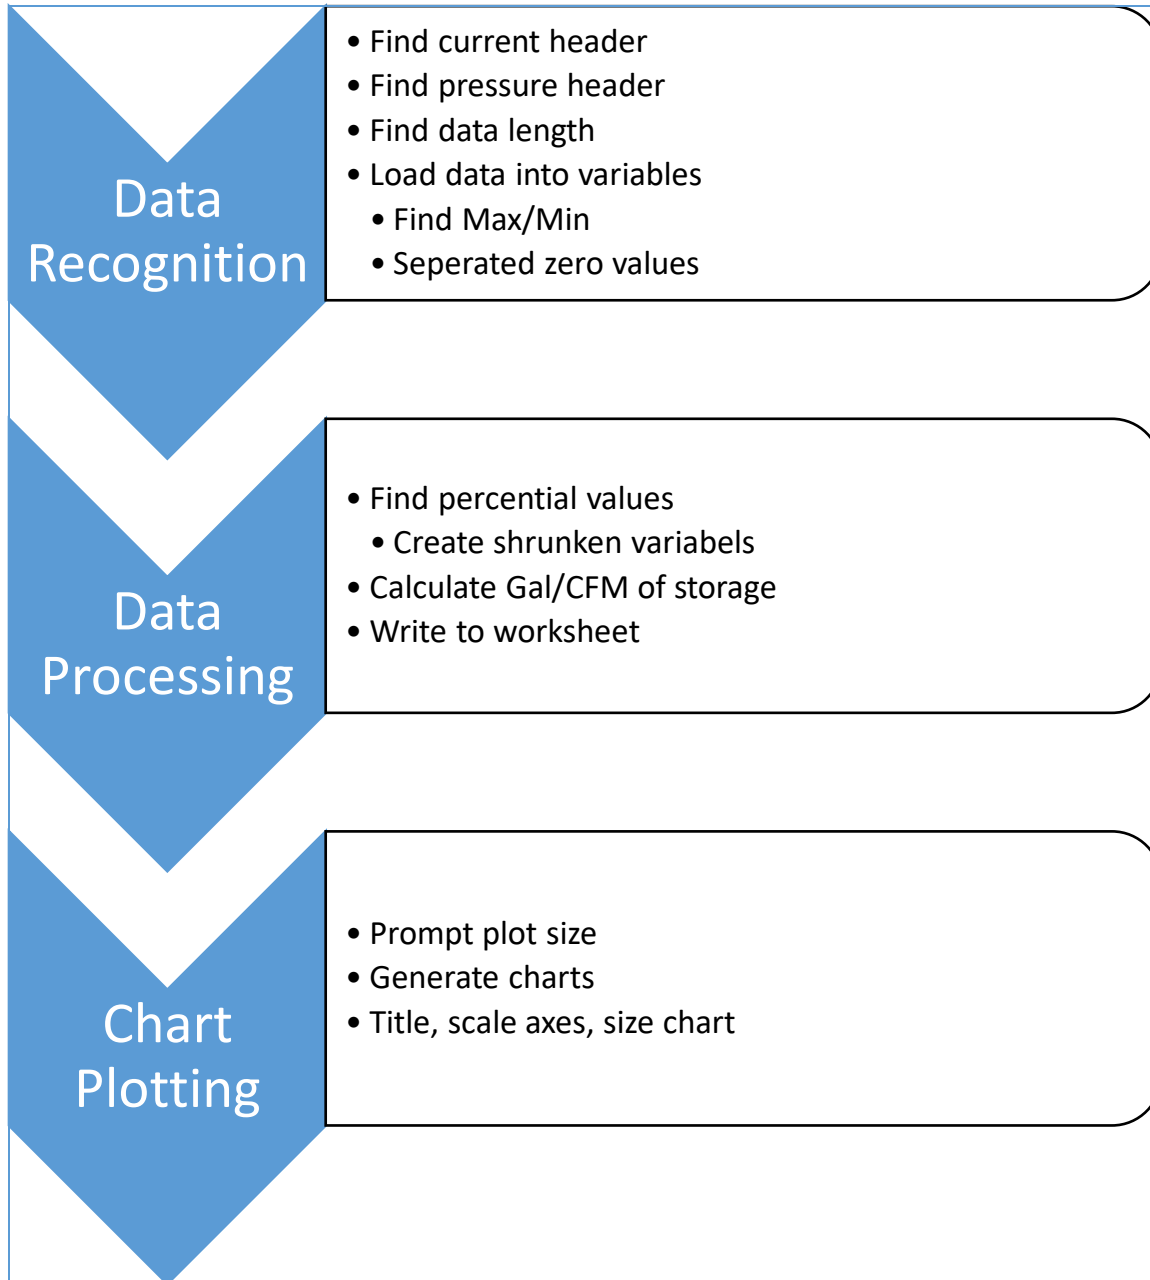 Data
Recognition
• Find current header
• Find pressure header
• Find data length
• Load data into variables
• Find Max/Min
• Seperated zero values
Data
Processing
• Find percential values
• Create shrunken variabels
• Calculate Gal/CFM of storage
• Write to worksheet
Chart
Plotting
• Prompt plot size
• Generate charts
• Title, scale axes, size chart